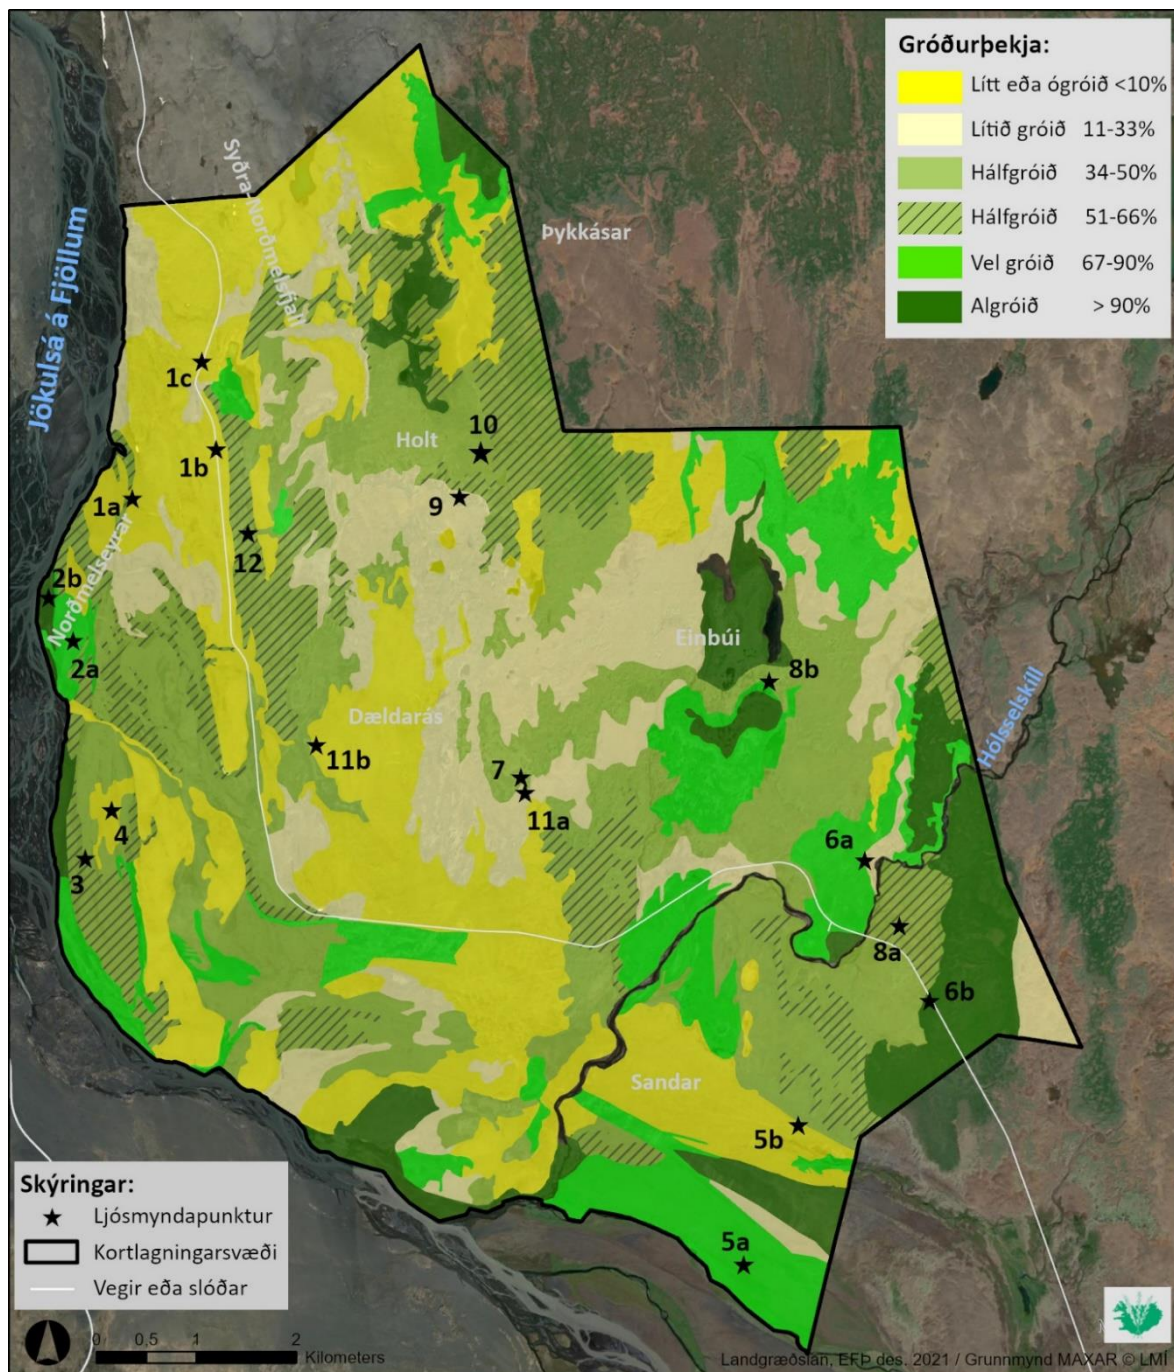 Gróðurþekja:
Lítt eða ógróið <10%
Lítið gróið 11-33%
Hálfgróið 34-50%
Hálfgróið 51-66%
Vel gróið 67-90%
Algróið > 90%
Syðra-Norðmelsfjall
Þykkásar
Jökulsá á Fjöllum
1c
10
Holt
1b
9
1a
12
2b
Norðmelseyrar
2a
Einbúi
8b
Hólsselskíll
Dældarás
11b
7
11a
4
6a
3
8a
6b
Sandar
5b
5a
Skýringar:
Ljósmyndapunktur
Kortlagningarsvæði
Vegir eða slóðar
0 0,5 1 2
Kilometers
Landgræðslan, EFÞ des. 2021 / Grunnmynd MAXAR © LMÍ